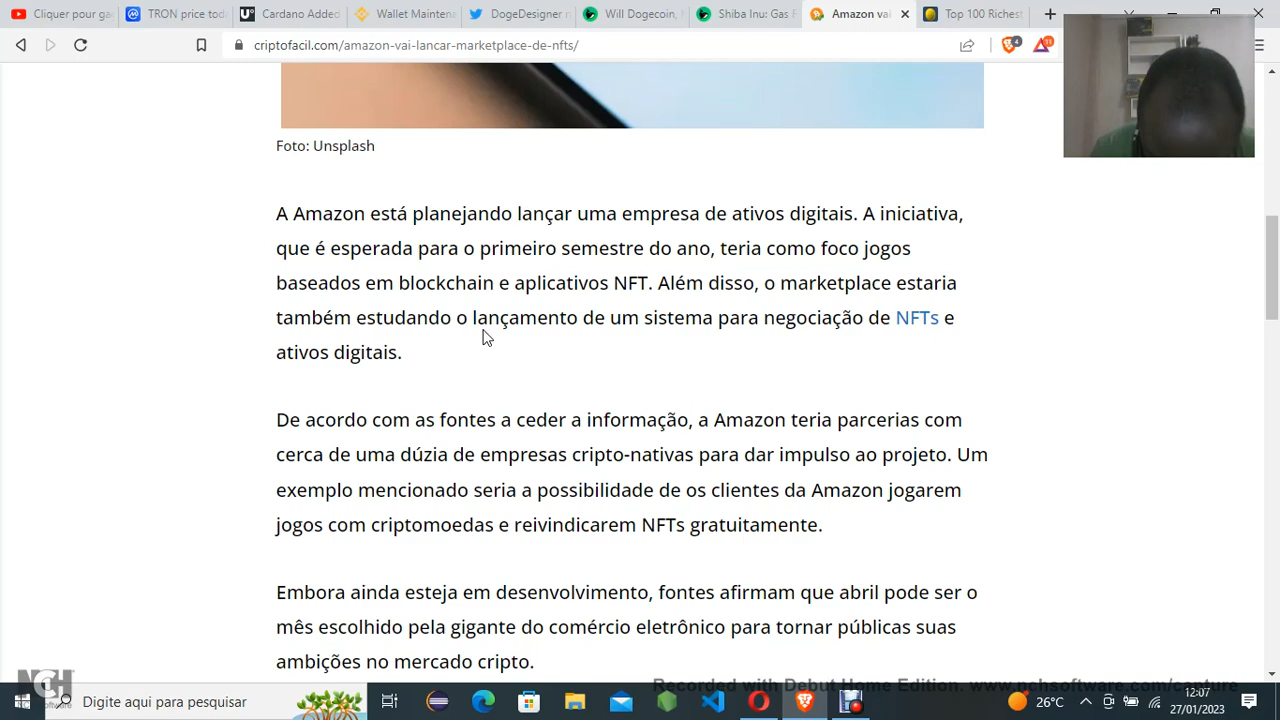 Cliquer pour ga
TRON price tod
Cardano Added
Wallet Mainten
DogeDesigner
Will Dogecoin,
Shiba Inu: Gas F
Amazon vai
Top 100 Richest
criptofacil.com/amazon-vai-lancar-marketplace-de-nfts/
4
Foto: Unsplash
A Amazon está planejando lançar uma empresa de ativos digitais. A iniciativa,
que é esperada para o primeiro semestre do ano, teria como foco jogos
baseados em blockchain e aplicativos NFT. Além disso, o marketplace estaria
também estudando o lançamento de um sistema para negociação de NFTs e
ativos digitais.
De acordo com as fontes a ceder a informação, a Amazon teria parcerias com
cerca de uma dúzia de empresas cripto-nativas para dar impulso ao projeto. Um
exemplo mencionado seria a possibilidade de os clientes da Amazon jogarem
jogos com criptomoedas e reivindicarem NFTs gratuitamente.
Embora ainda esteja em desenvolvimento, fontes afirmam que abril pode ser o
mês escolhido pela gigante do comércio eletrônico para tornar públicas suas
ambições no mercado cripto.
NCH
Software
Recorded with Debut Home Edition. www.nchsoftware.com/capture
Digite aqui para pesquisar
26°C
12:07
27/01/2023